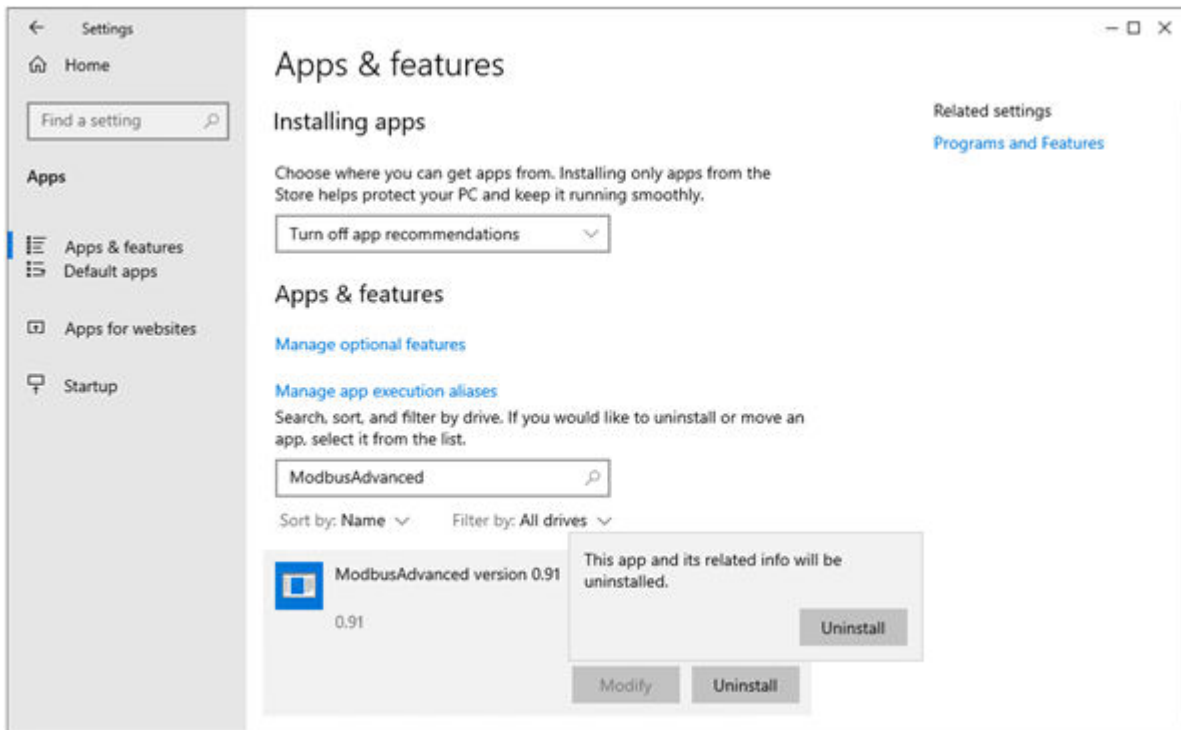 Settings
Home
Find a setting
Apps
Apps & features
Default apps
Apps for websites
Startup
Apps & features
Installing apps
Choose where you can get apps from. Installing only apps from the
Store helps protect your PC and keep it running smoothly.
Turn off app recommendations
Apps & features
Manage optional features
Manage app execution aliases
Search, sort, and filter by drive. If you would like to uninstall or move an
app, select it from the list.
ModbusAdvanced
Sort by: Name Filter by: All drives
ModbusAdvanced version 0.91
0.91
This app and its related info will be
uninstalled.
Uninstall
Modify Uninstall
Related settings
Programs and Features